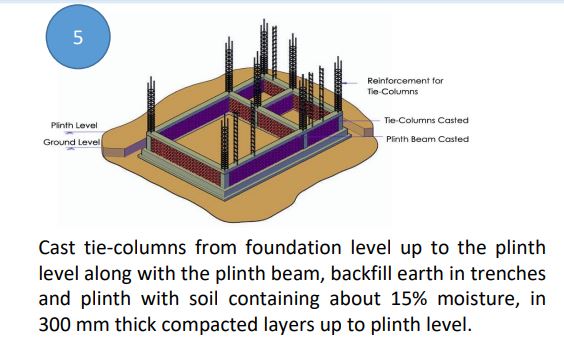 5
Reinforcement for
Tie-Columns
Plinth Level
Tie-Columns Casted
Ground Level
Plinth Beam Casted
Cast tie-columns from foundation level up to the plinth
level along with the plinth beam, backfill earth in trenches
and plinth with soil containing about 15% moisture, in
300 mm thick compacted layers up to plinth level.